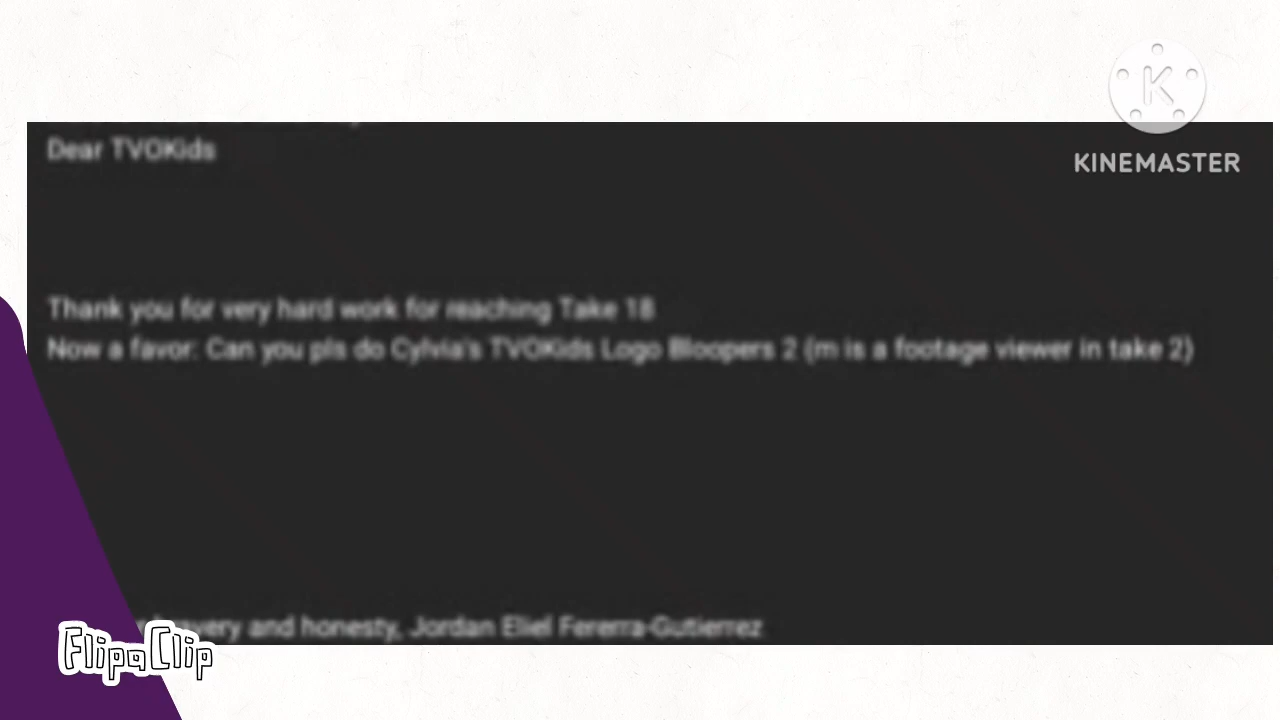 Dear TVOKids
KINEMASTER
Thank you for very hard work for reaching Take 18
Now a favor: Can you pls do Cylvia's TVOKids Logo Bloopers 2 (m is a footage viewer in take 2)
bravery and honesty, Jordan Eliel Fererra-Gutierrez
FlipaClip